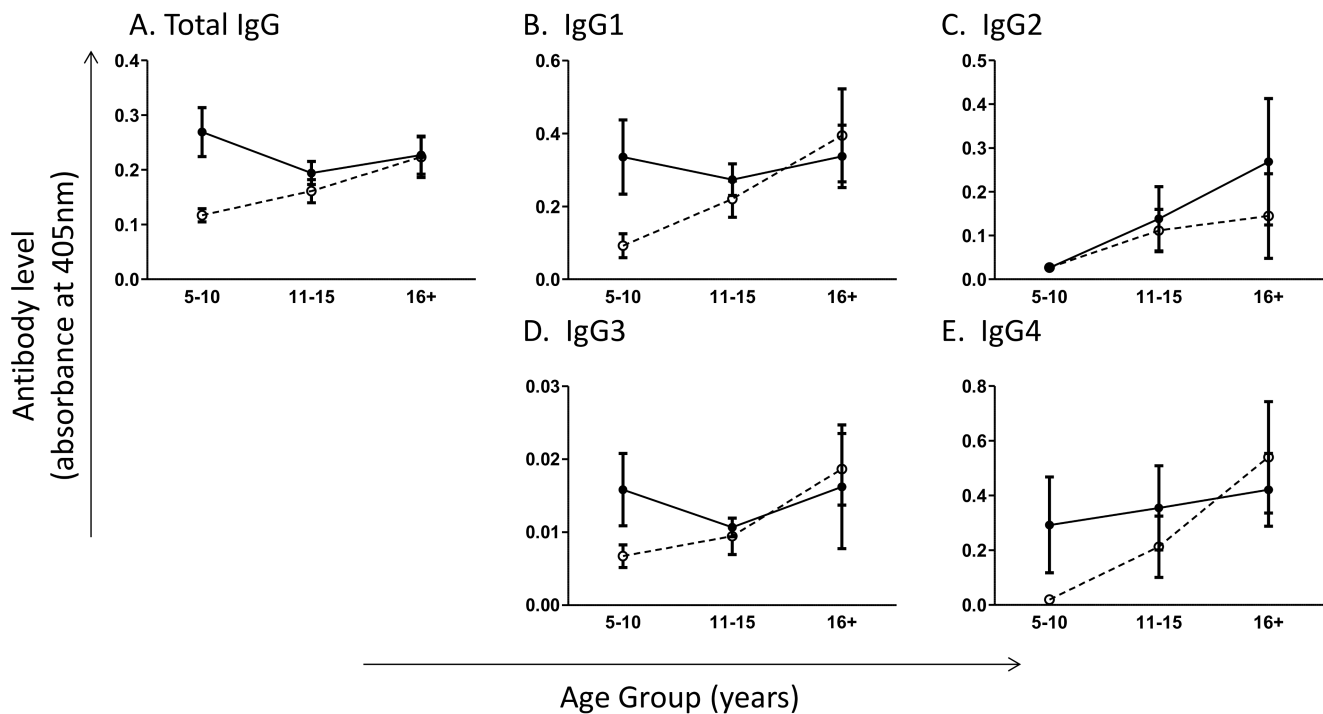 A. Total IgG
0.4
0.3
0.2
0.1
0.0
5-10 11-15 16+
B. IgG1
0.6
0.4
0.2
0.0
5-10 11-15 16+
C. IgG2
0.5
0.4
0.3
0.2
0.1
0.0
5-10 11-15 16+
D. IgG3
0.03
0.02
0.01
0.00
5-10 11-15 16+
E. IgG4
0.8
0.6
0.4
0.2
0.0
5-10 11-15 16+
Antibody level
(absorbance at 405nm)
Age Group (years)